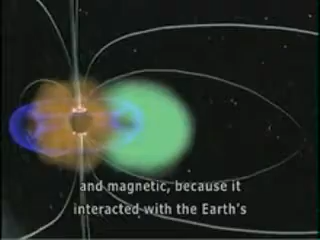 and magnetic, because it
interacted with the Earth's